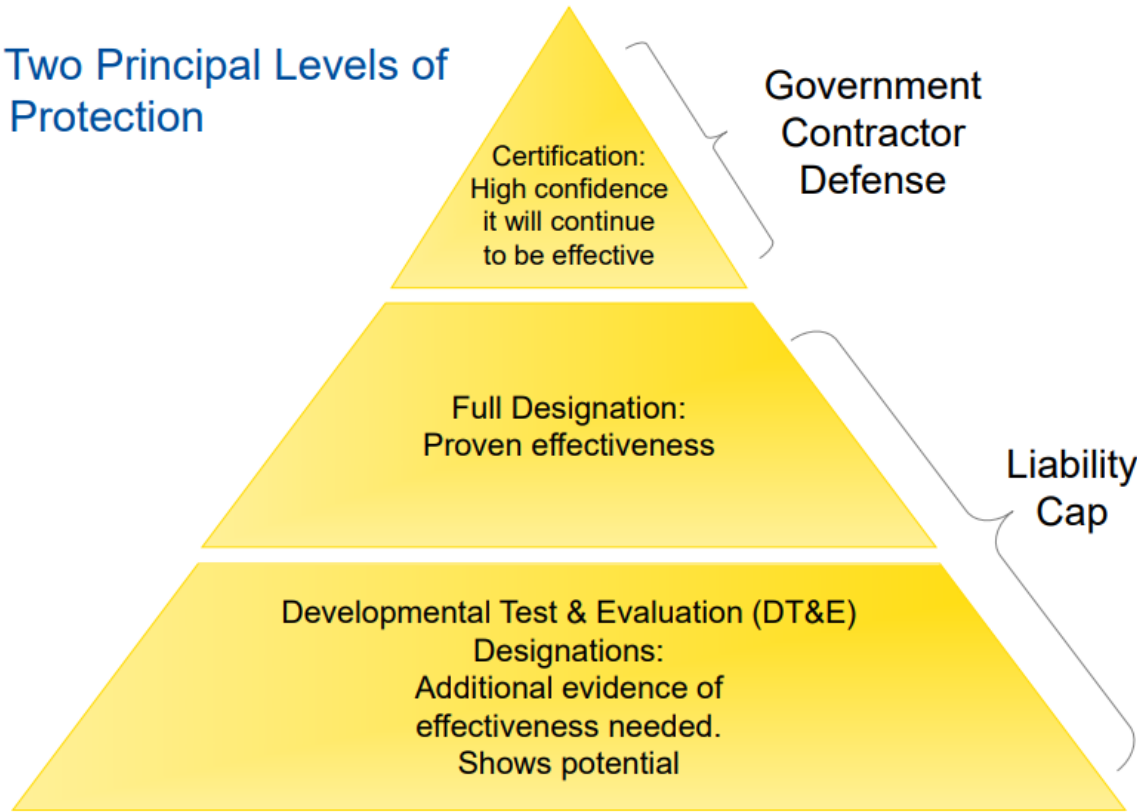 Two Principal Levels of
Protection
Government
Contractor
Defense
Certification:
High confidence
it will continue
to be effective
Full Designation:
Proven effectiveness
Liability
Cap
Developmental Test & Evaluation (DT&E)
Designations:
Additional evidence of
effectiveness needed.
Shows potential